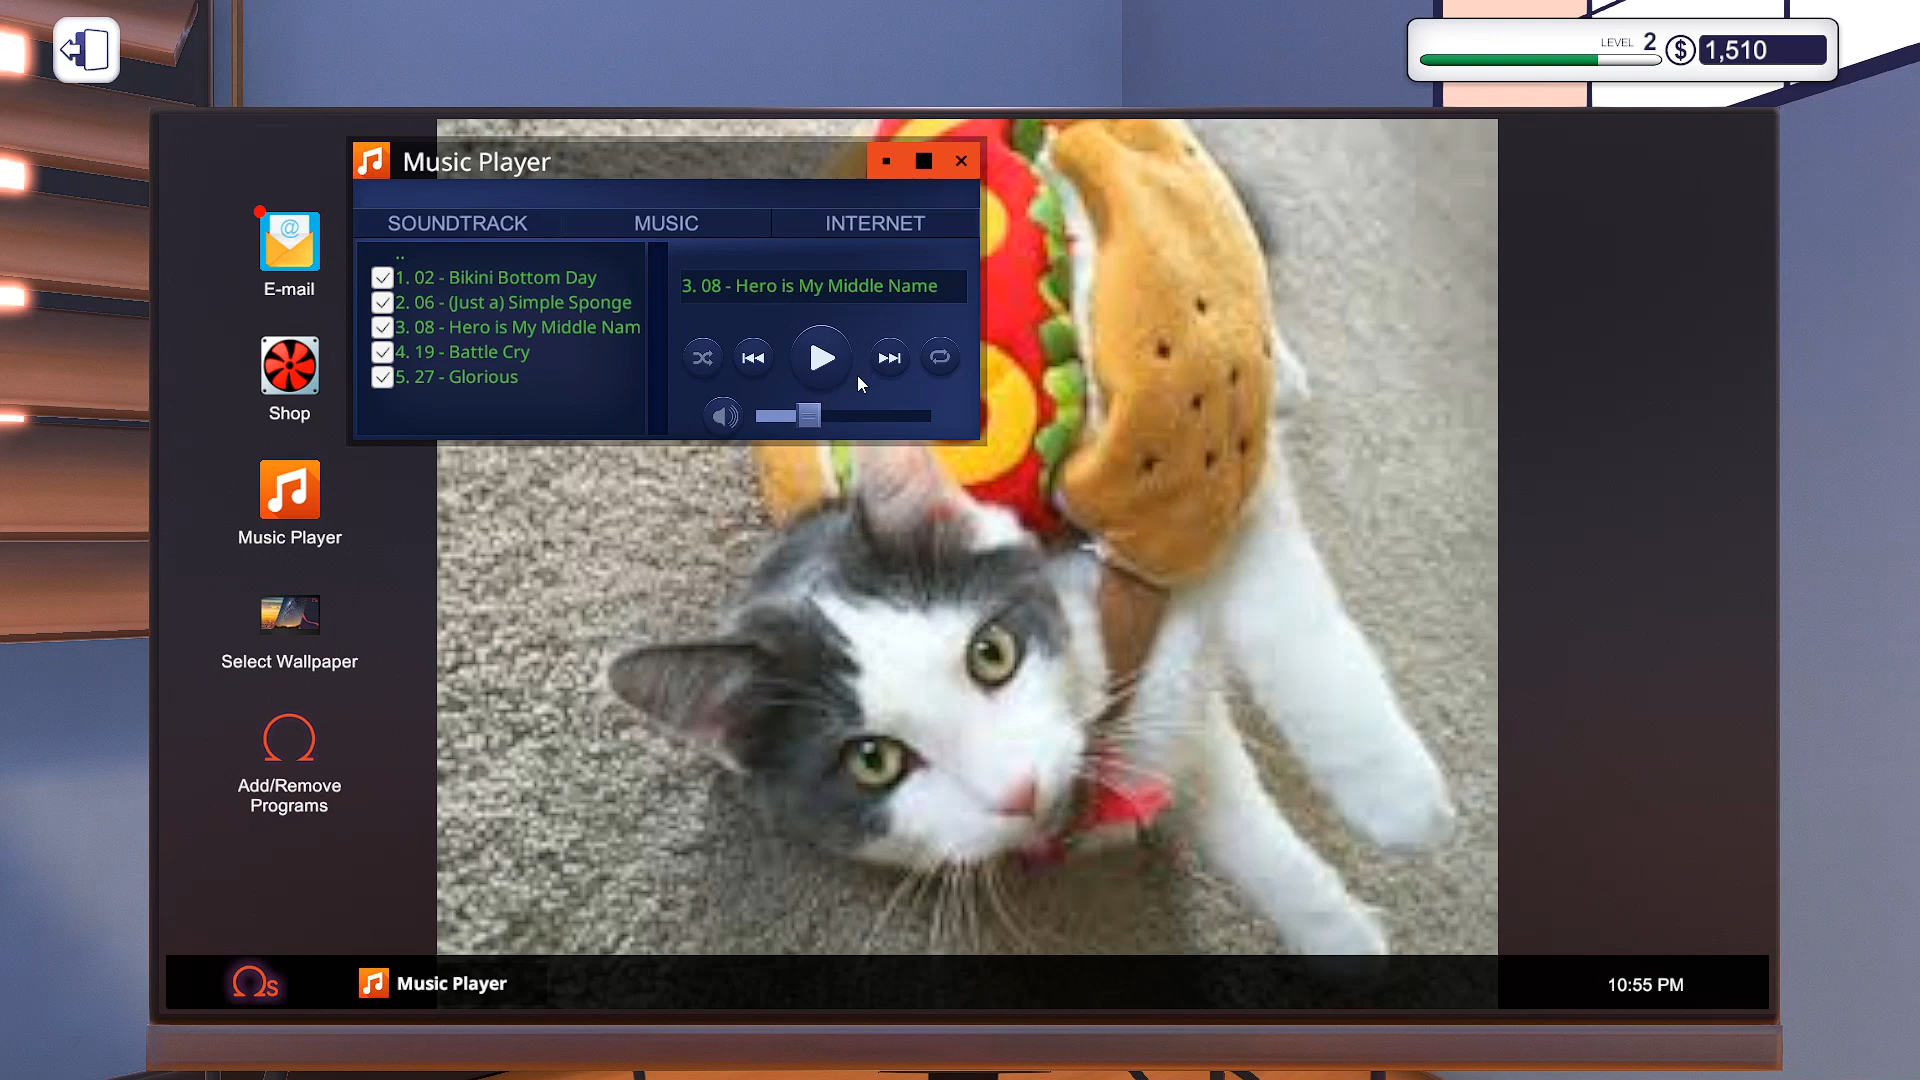 LEVEL 2 $ 1,510
Music Player
SOUNDTRACK MUSIC INTERNET
..
1. 02 - Bikini Bottom Day
2. 06 - (Just a) Simple Sponge
3. 08 - Hero is My Middle Nam
4. 19 - Battle Cry
5. 27 - Glorious
3. 08 - Hero is My Middle Name
@
E-mail
Shop
Music Player
Select Wallpaper
Add/Remove
Programs
Ωs
Music Player
10:55 PM